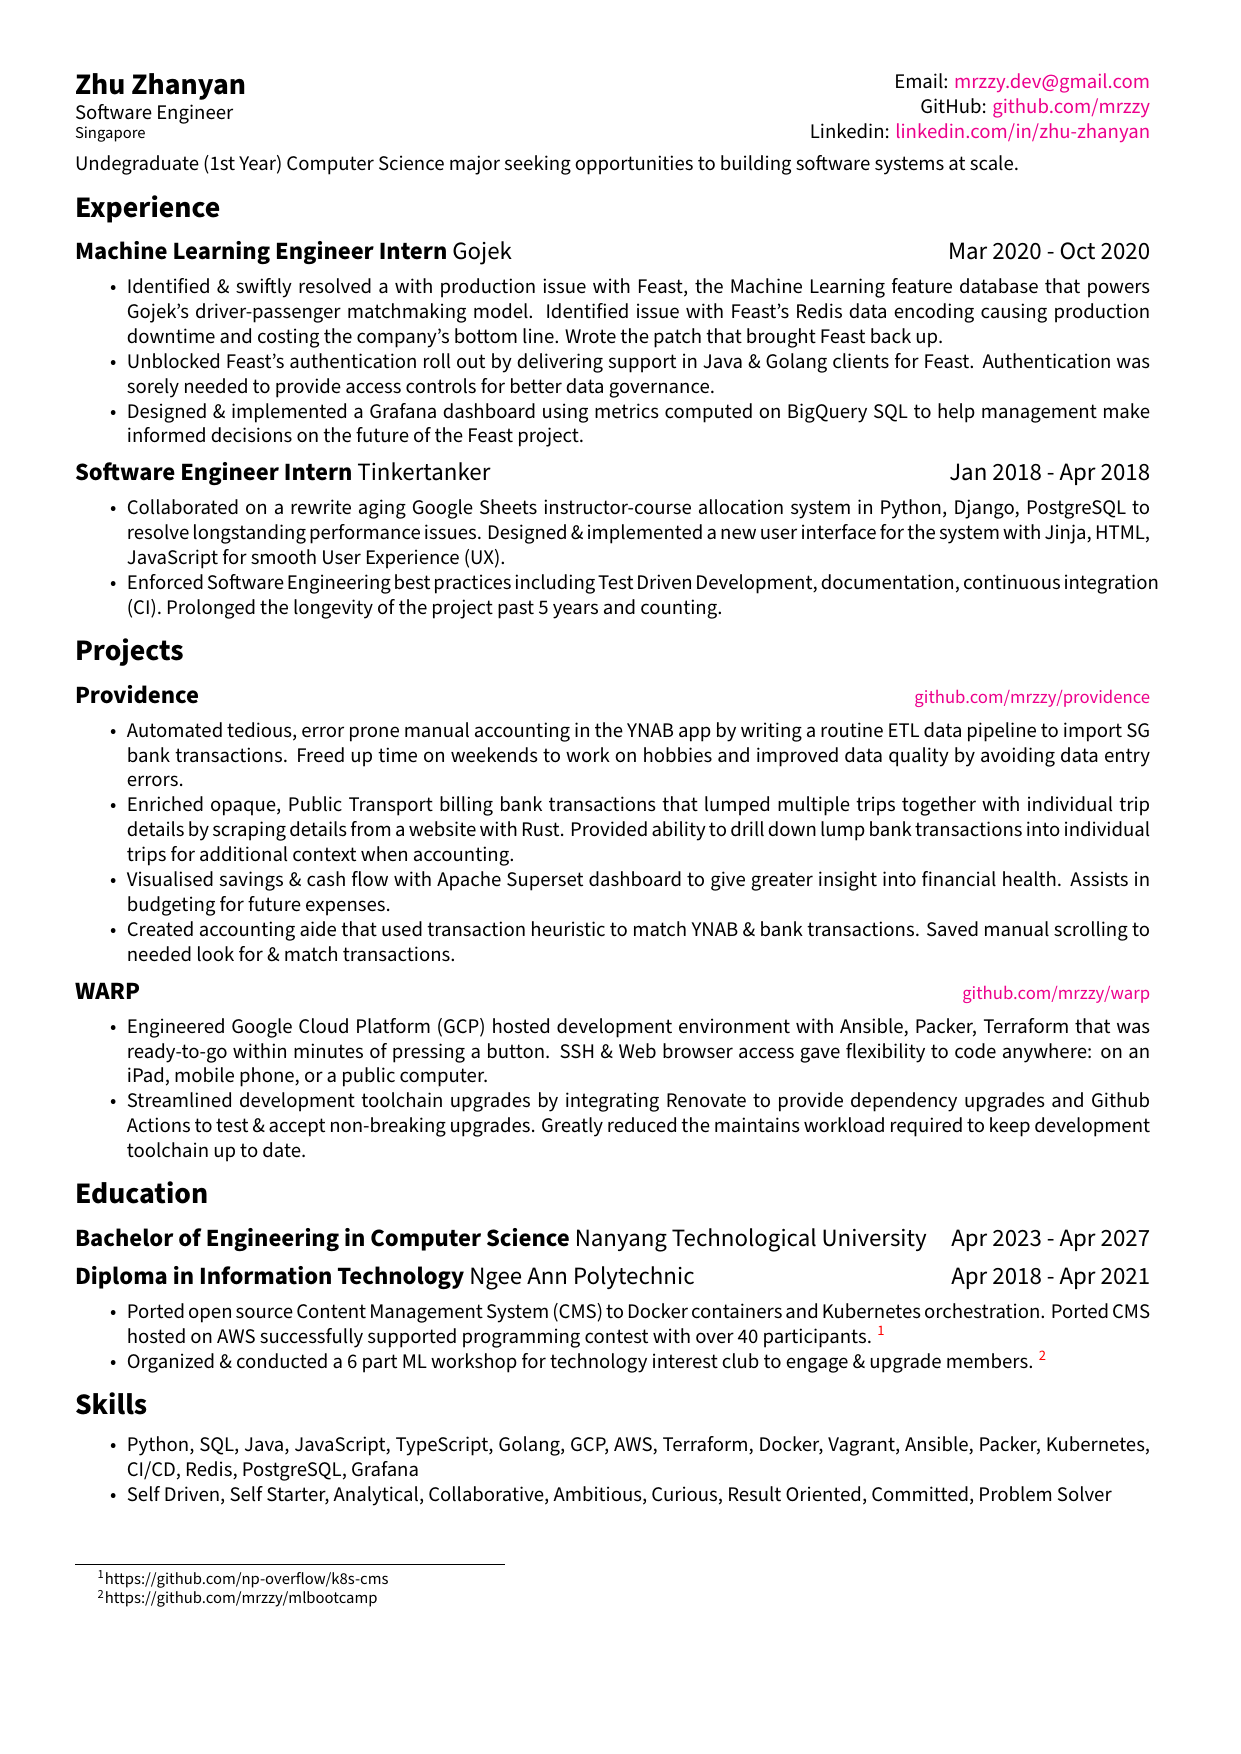 Zhu Zhanyan
Software Engineer
Singapore
Email: mrzzy.dev@gmail.com
GitHub: github.com/mrzzy
Linkedin: linkedin.com/in/zhu-zhanyan
Undegraduate (1st Year) Computer Science major seeking opportunities to building software systems at scale.
Experience
Machine Learning Engineer Intern Gojek Mar 2020 - Oct 2020
• Identified & swiftly resolved a with production issue with Feast, the Machine Learning feature database that powers
Gojek's driver-passenger matchmaking model. Identified issue with Feast's Redis data encoding causing production
downtime and costing the company's bottom line. Wrote the patch that brought Feast back up.
• Unblocked Feast's authentication roll out by delivering support in Java & Golang clients for Feast. Authentication was
sorely needed to provide access controls for better data governance.
• Designed & implemented a Grafana dashboard using metrics computed on BigQuery SQL to help management make
informed decisions on the future of the Feast project.
Software Engineer Intern Tinkertanker Jan 2018 - Apr 2018
• Collaborated on a rewrite aging Google Sheets instructor-course allocation system in Python, Django, PostgreSQL to
resolve longstanding performance issues. Designed & implemented a new user interface for the system with Jinja, HTML,
JavaScript for smooth User Experience (UX).
• Enforced Software Engineering best practices including Test Driven Development, documentation, continuous integration
(CI). Prolonged the longevity of the project past 5 years and counting.
Projects
Providence github.com/mrzzy/providence
• Automated tedious, error prone manual accounting in the YNAB app by writing a routine ETL data pipeline to import SG
bank transactions. Freed up time on weekends to work on hobbies and improved data quality by avoiding data entry
errors.
• Enriched opaque, Public Transport billing bank transactions that lumped multiple trips together with individual trip
details by scraping details from a website with Rust. Provided ability to drill down lump bank transactions into individual
trips for additional context when accounting.
• Visualised savings & cash flow with Apache Superset dashboard to give greater insight into financial health. Assists in
budgeting for future expenses.
• Created accounting aide that used transaction heuristic to match YNAB & bank transactions. Saved manual scrolling to
needed look for & match transactions.
WARP github.com/mrzzy/warp
• Engineered Google Cloud Platform (GCP) hosted development environment with Ansible, Packer, Terraform that was
ready-to-go within minutes of pressing a button. SSH & Web browser access gave flexibility to code anywhere: on an
iPad, mobile phone, or a public computer.
• Streamlined development toolchain upgrades by integrating Renovate to provide dependency upgrades and Github
Actions to test & accept non-breaking upgrades. Greatly reduced the maintains workload required to keep development
toolchain up to date.
Education
Bachelor of Engineering in Computer Science Nanyang Technological University Apr 2023 - Apr 2027
Diploma in Information Technology Ngee Ann Polytechnic Apr 2018 - Apr 2021
• Ported open source Content Management System (CMS) to Docker containers and Kubernetes orchestration. Ported CMS
hosted on AWS successfully supported programming contest with over 40 participants. 1
• Organized & conducted a 6 part ML workshop for technology interest club to engage & upgrade members. 2
Skills
• Python, SQL, Java, JavaScript, TypeScript, Golang, GCP, AWS, Terraform, Docker, Vagrant, Ansible, Packer, Kubernetes,
CI/CD, Redis, PostgreSQL, Grafana
• Self Driven, Self Starter, Analytical, Collaborative, Ambitious, Curious, Result Oriented, Committed, Problem Solver
1 https://github.com/np-overflow/k8s-cms
2 https://github.com/mrzzy/mlbootcamp